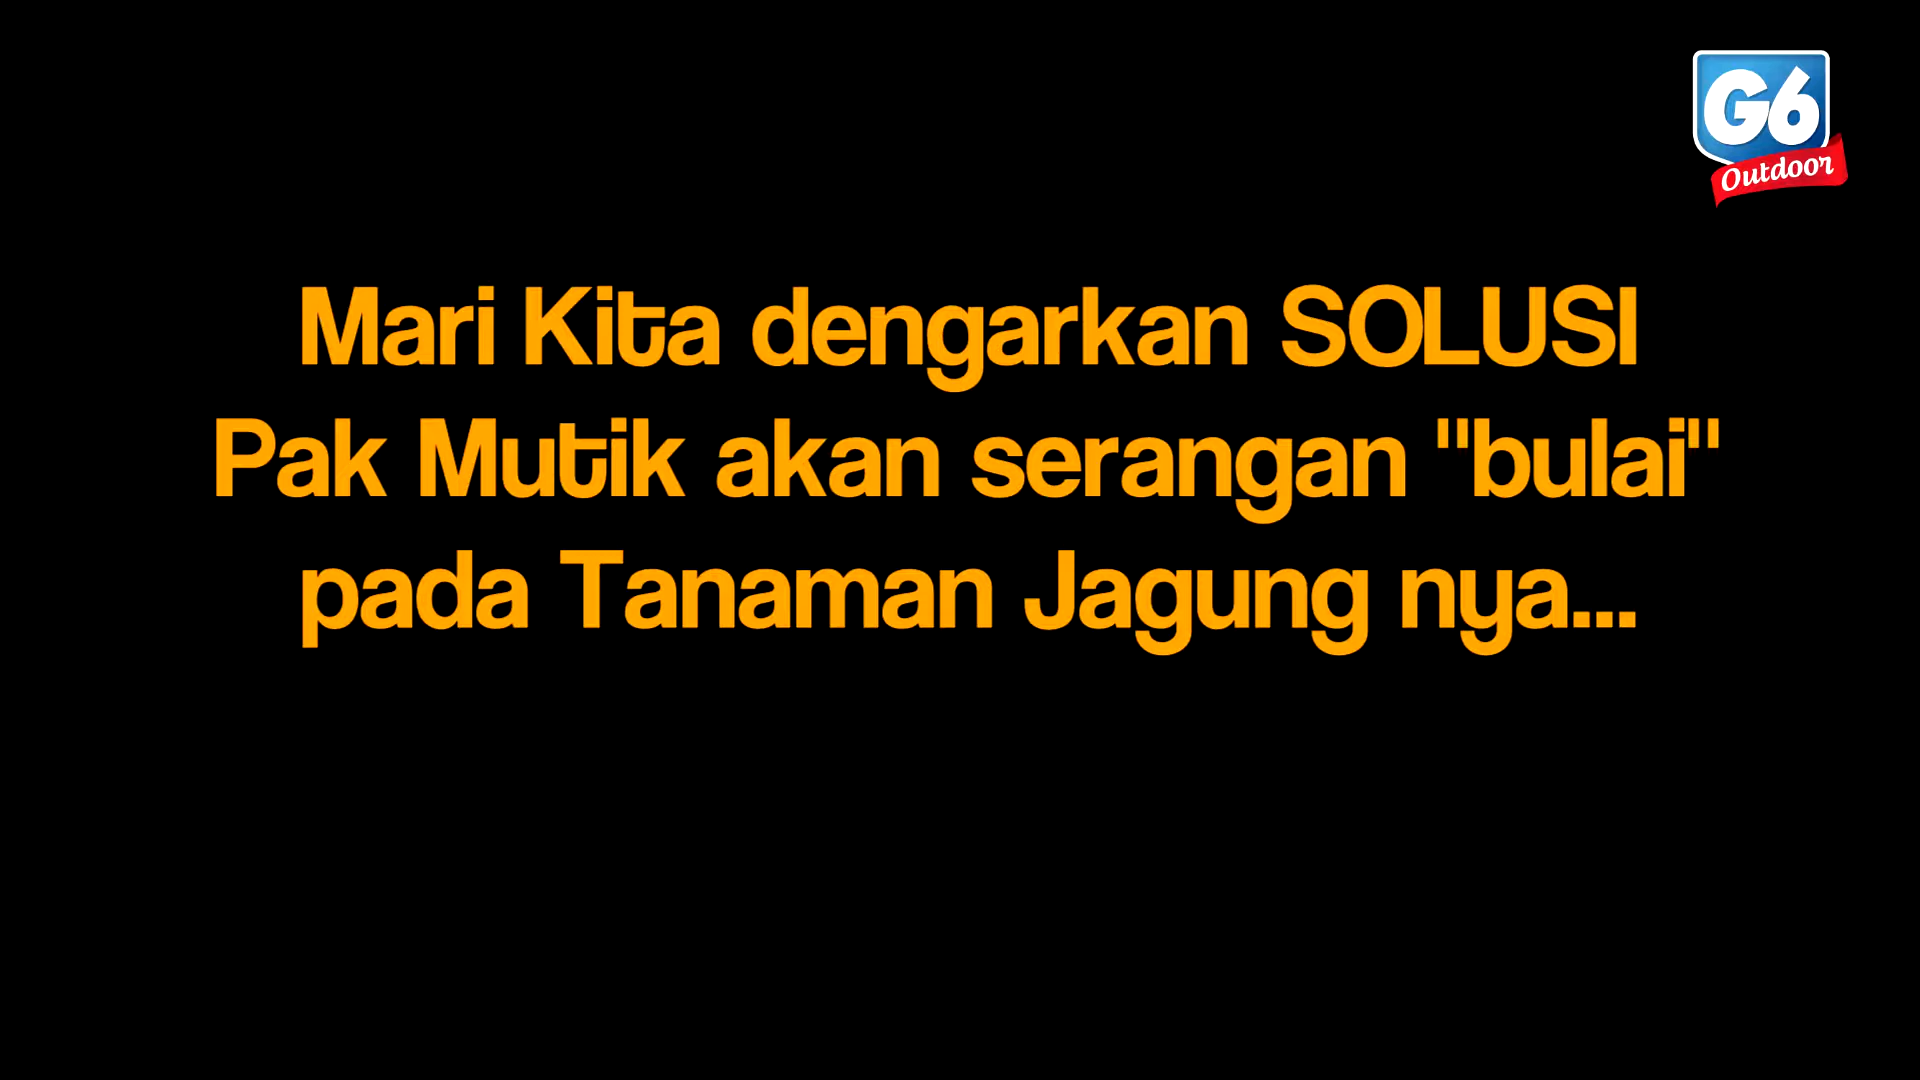 G6
Outdoor
Mari Kita dengarkan SOLUSI
Pak Mutik akan serangan "bulai"
pada Tanaman Jagung nya...